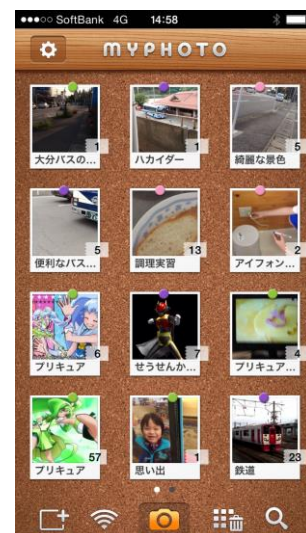 ●●●○○ SoftBank 4G 14:58
MYPHOTO
1 1 5
大分バスの... ハカイダー 綺麗な景色
5 13 2
便利なバス... 調理実習 アイフォン...
6 7 4
プリキュア せうせんか... プリキュア...
57 1 23
プリキュア 思い出 鉄道